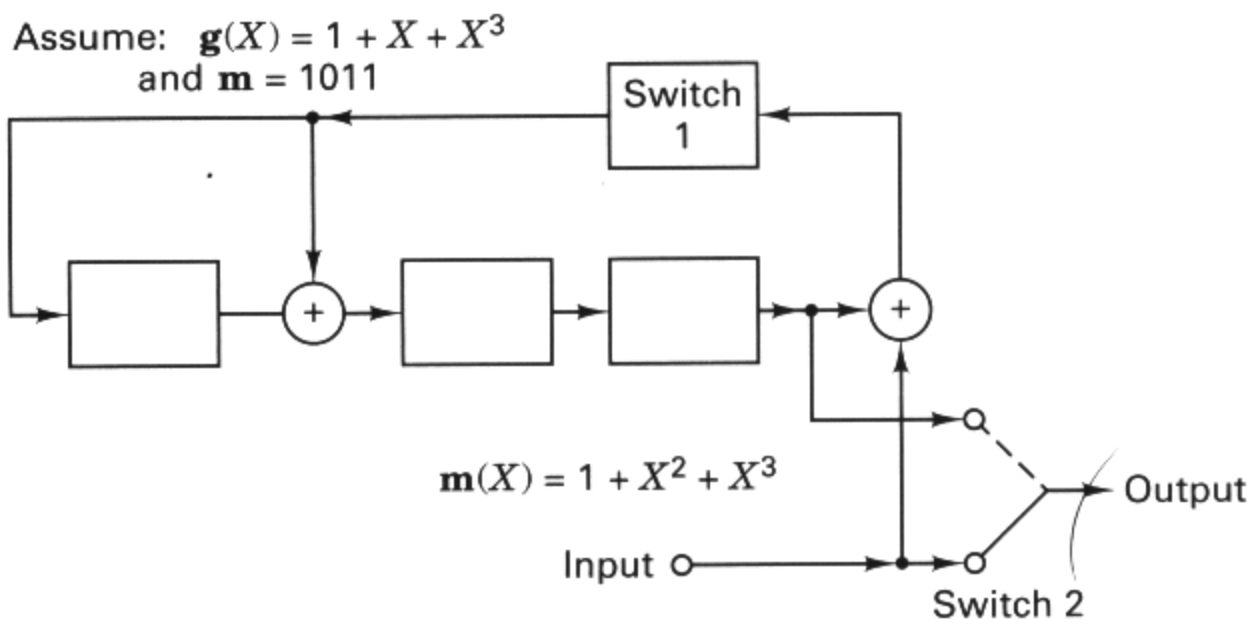 Assume: g(X) = 1 + X + X³
and m = 1011
Switch
1
+
+
m(X) = 1 + X² + X³
Output
Input
Switch 2